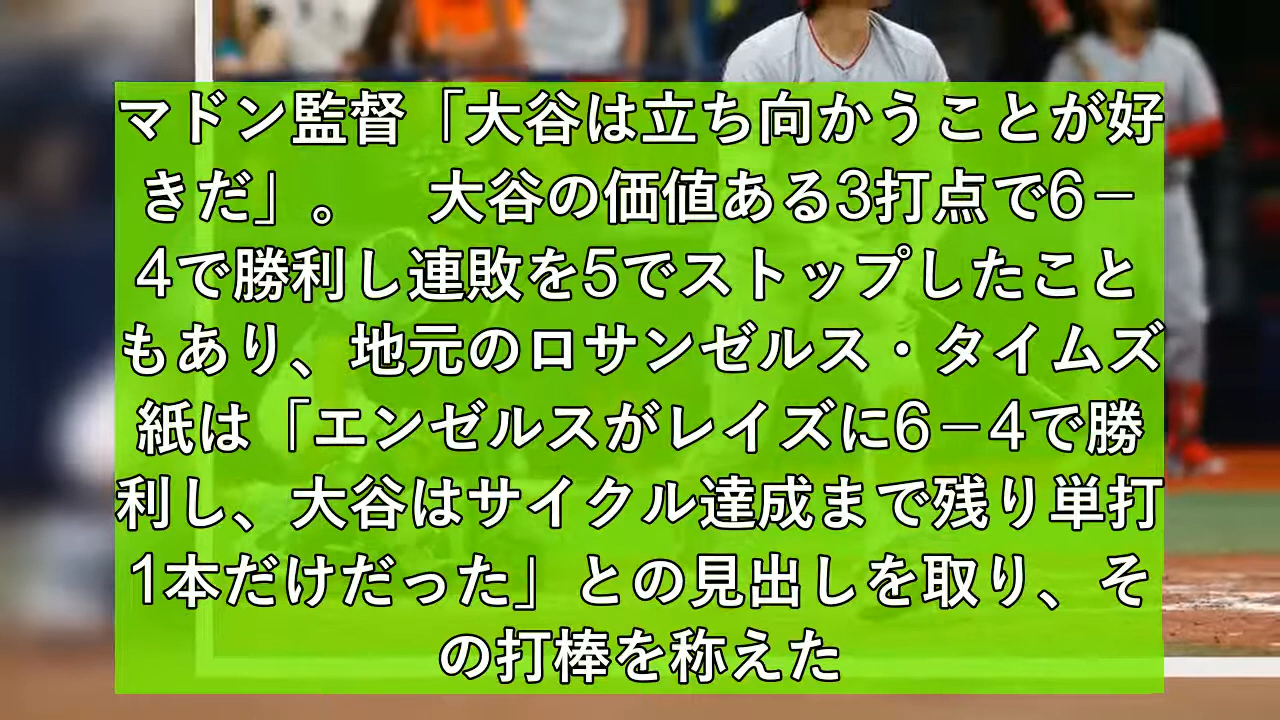 マドン監督「大谷は立ち向かうことが好
きだ」。　大谷の価値ある3打点で6－
4で勝利し連敗を5でストップしたこと
もあり、地元のロサンゼルス・タイムズ
紙は「エンゼルスがレイズに6－4で勝
利し、大谷はサイクル達成まで残り単打
1本だけだった」との見出しを取り、そ
の打棒を称えた